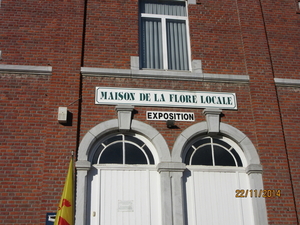 MAISON DE LA FLORE LOCALE
EXPOSITION
22/11/2014